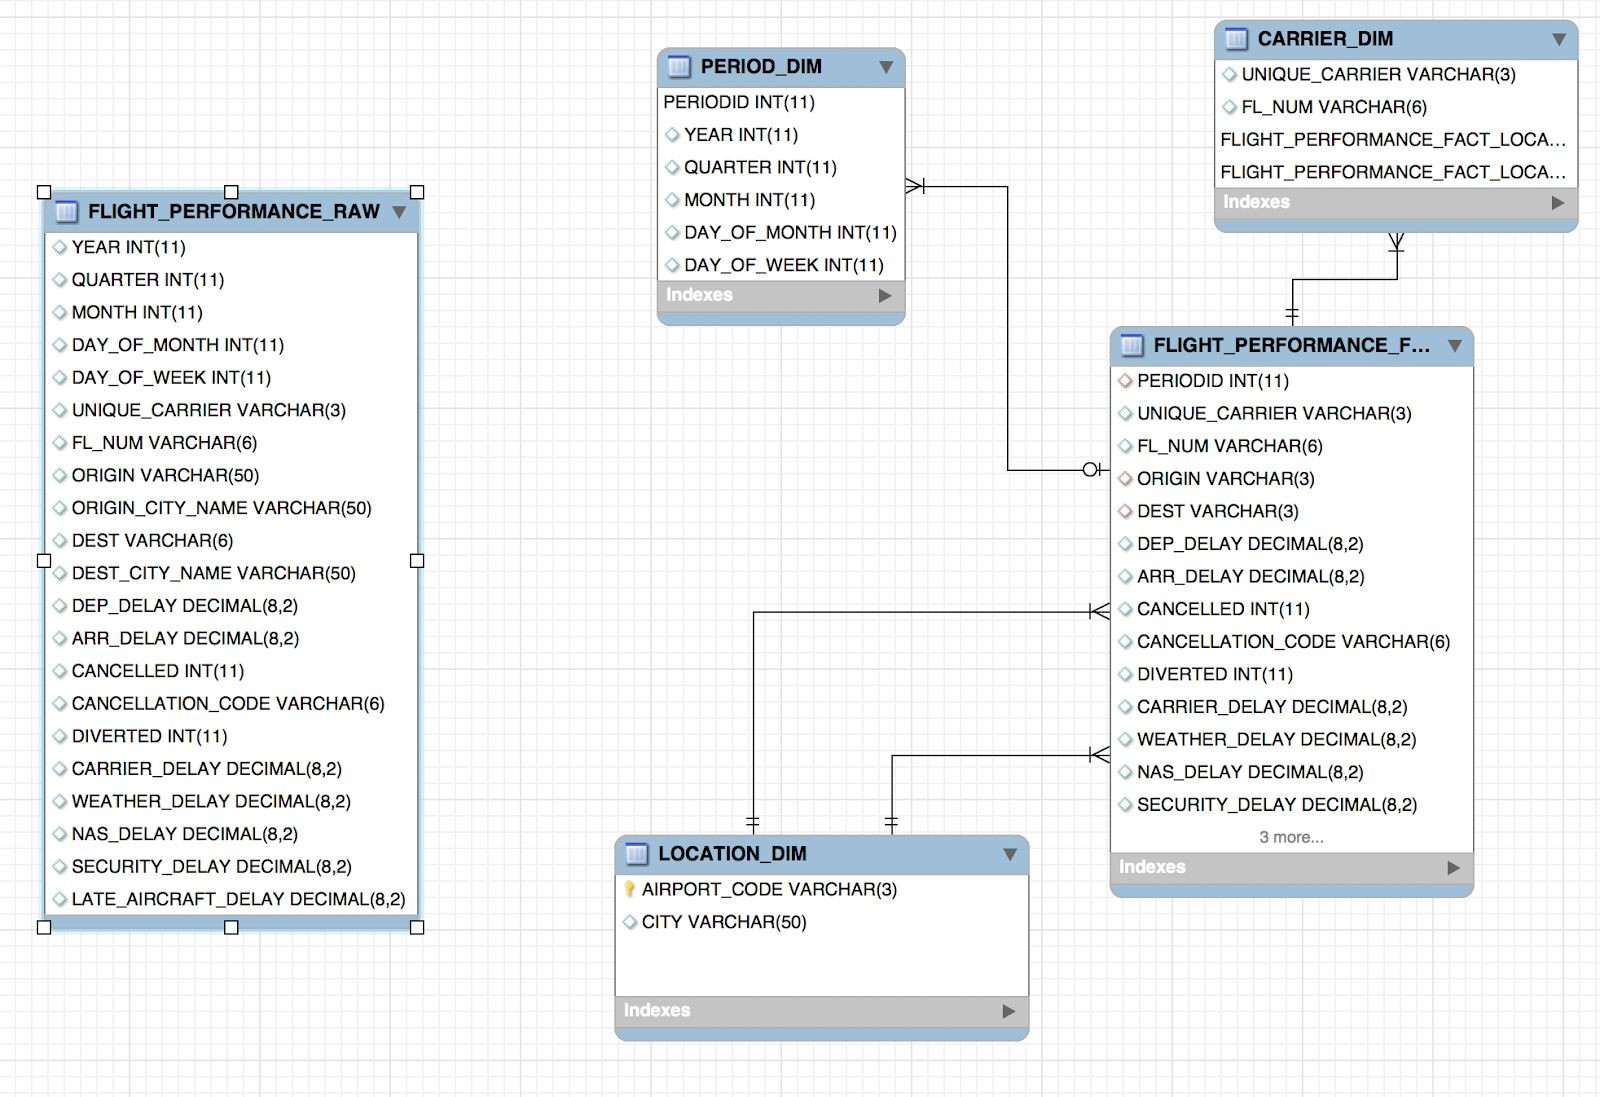 FLIGHT_PERFORMANCE_RAW
YEAR INT(11)
QUARTER INT(11)
MONTH INT(11)
DAY_OF_MONTH INT(11)
DAY_OF_WEEK INT(11)
UNIQUE_CARRIER VARCHAR(3)
FL_NUM VARCHAR(6)
ORIGIN VARCHAR(50)
ORIGIN_CITY_NAME VARCHAR(50)
DEST VARCHAR(6)
DEST_CITY_NAME VARCHAR(50)
DEP_DELAY DECIMAL(8,2)
ARR_DELAY DECIMAL(8,2)
CANCELLED INT(11)
CANCELLATION_CODE VARCHAR(6)
DIVERTED INT(11)
CARRIER_DELAY DECIMAL(8,2)
WEATHER_DELAY DECIMAL(8,2)
NAS_DELAY DECIMAL(8,2)
SECURITY_DELAY DECIMAL(8,2)
LATE_AIRCRAFT_DELAY DECIMAL(8,2)
PERIOD_DIM
PERIODID INT(11)
YEAR INT(11)
QUARTER INT(11)
MONTH INT(11)
DAY_OF_MONTH INT(11)
DAY_OF_WEEK INT(11)
Indexes
CARRIER_DIM
UNIQUE_CARRIER VARCHAR(3)
FL_NUM VARCHAR(6)
FLIGHT_PERFORMANCE_FACT_LOCA...
FLIGHT_PERFORMANCE_FACT_LOCA...
Indexes
FLIGHT_PERFORMANCE_F...
PERIODID INT(11)
UNIQUE_CARRIER VARCHAR(3)
FL_NUM VARCHAR(6)
ORIGIN VARCHAR(3)
DEST VARCHAR(3)
DEP_DELAY DECIMAL(8,2)
ARR_DELAY DECIMAL(8,2)
CANCELLED INT(11)
CANCELLATION_CODE VARCHAR(6)
DIVERTED INT(11)
CARRIER_DELAY DECIMAL(8,2)
WEATHER_DELAY DECIMAL(8,2)
NAS_DELAY DECIMAL(8,2)
SECURITY_DELAY DECIMAL(8,2)
3 more...
Indexes
LOCATION_DIM
AIRPORT_CODE VARCHAR(3)
CITY VARCHAR(50)
Indexes